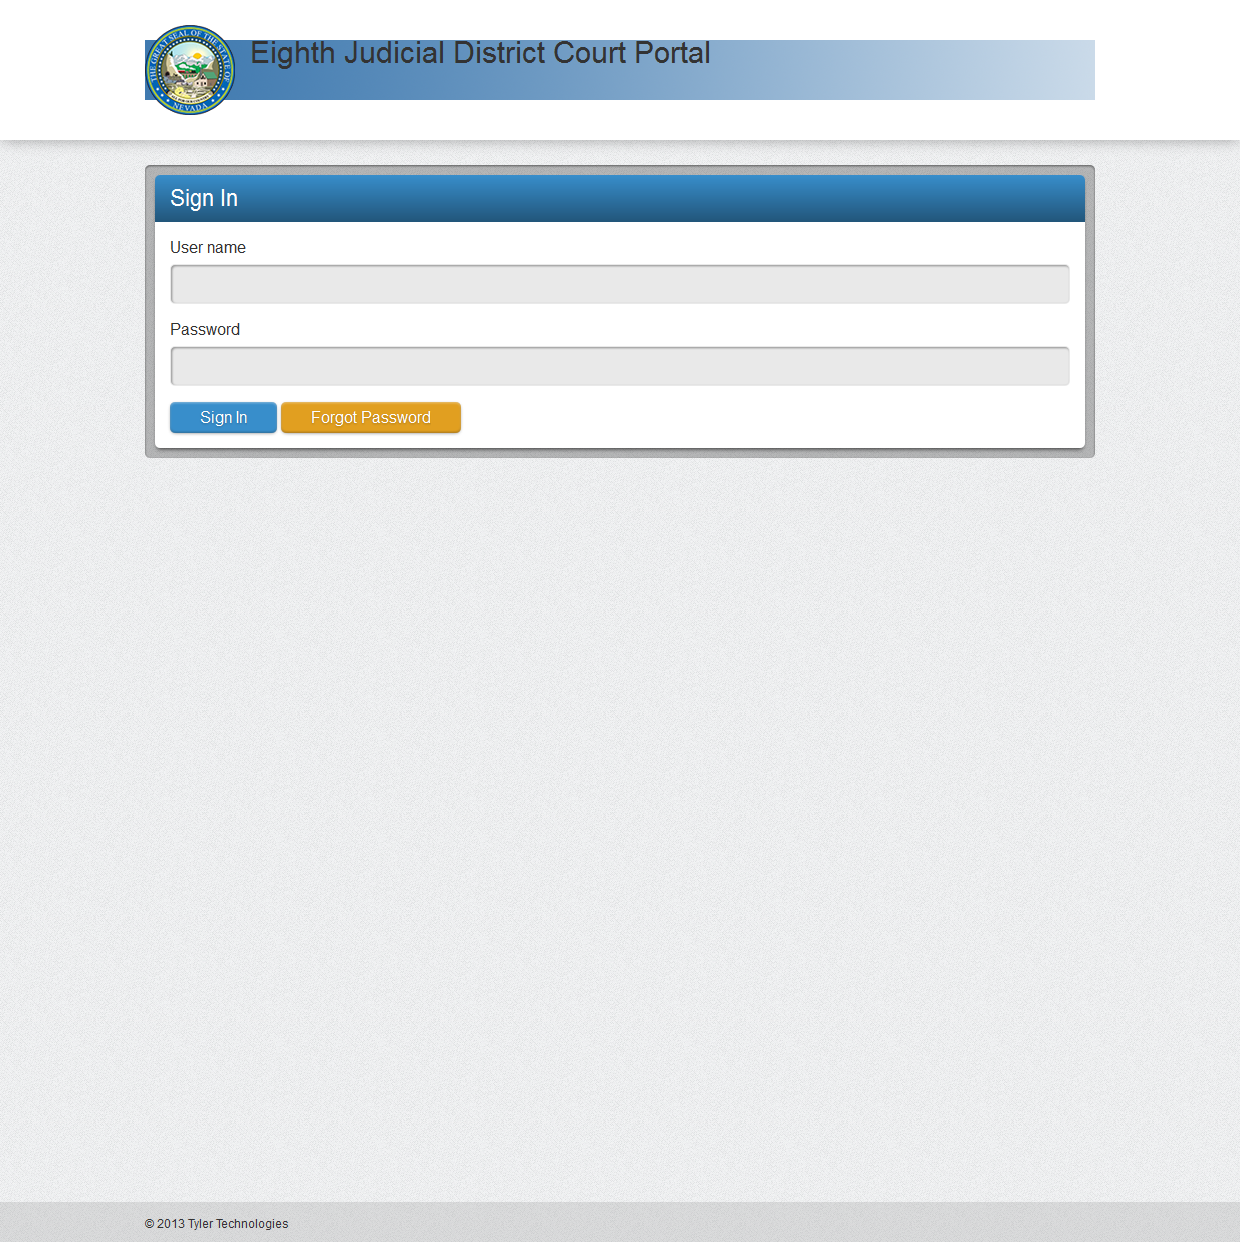 THE GREAT SEAL OF THE STATE OF
NEVADA
Eighth Judicial District Court Portal
Sign In
User name
Password
Sign In
Forgot Password
© 2013 Tyler Technologies